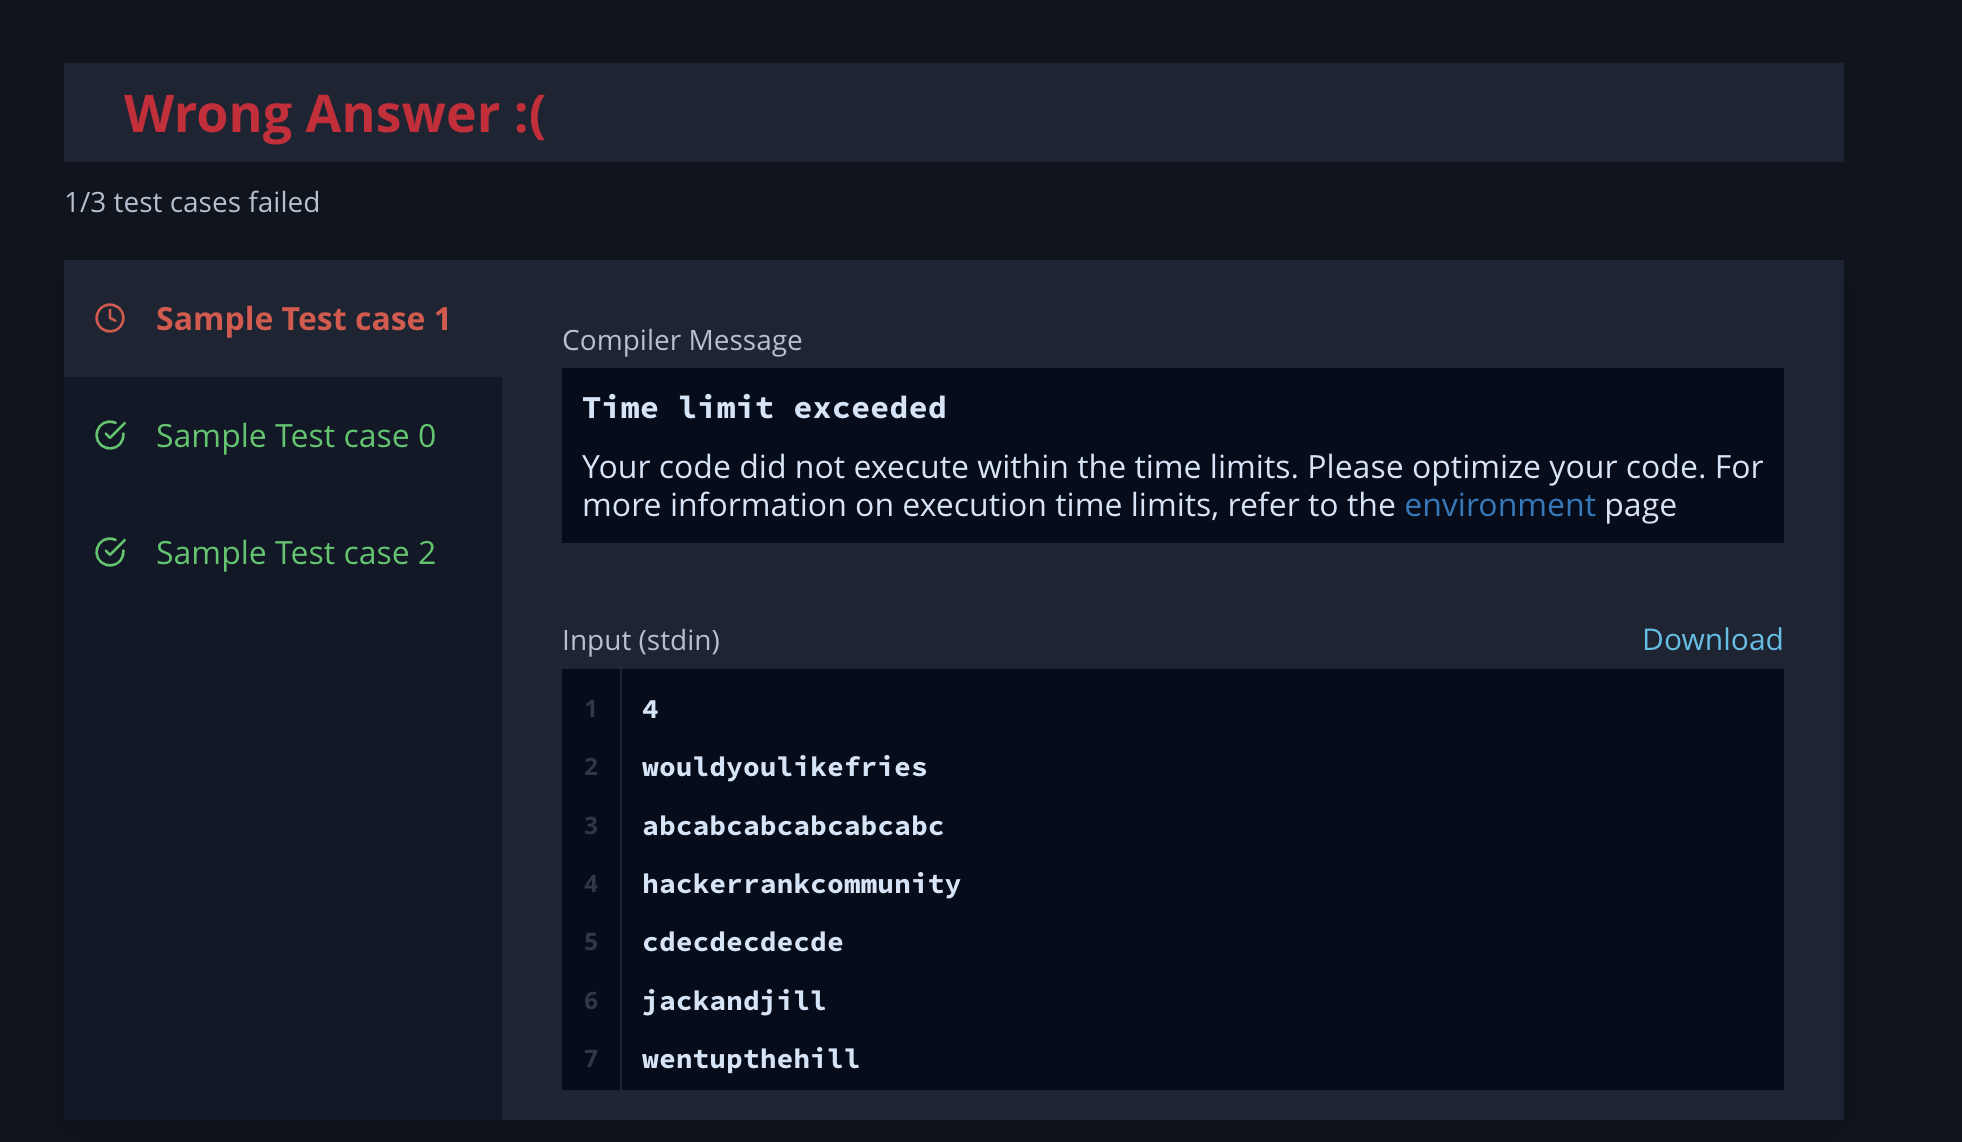 Wrong Answer :(
1/3 test cases failed
Sample Test case 1
Sample Test case 0
Sample Test case 2
Compiler Message
Time limit exceeded
Your code did not execute within the time limits. Please optimize your code. For
more information on execution time limits, refer to the environment page
Input (stdin)
Download
1 4
2 wouldyoulikefries
3 abcabcabcabcabcabc
4 hackerrankcommunity
5 cdecdecdecde
6 jackandjill
7 wentupthehill